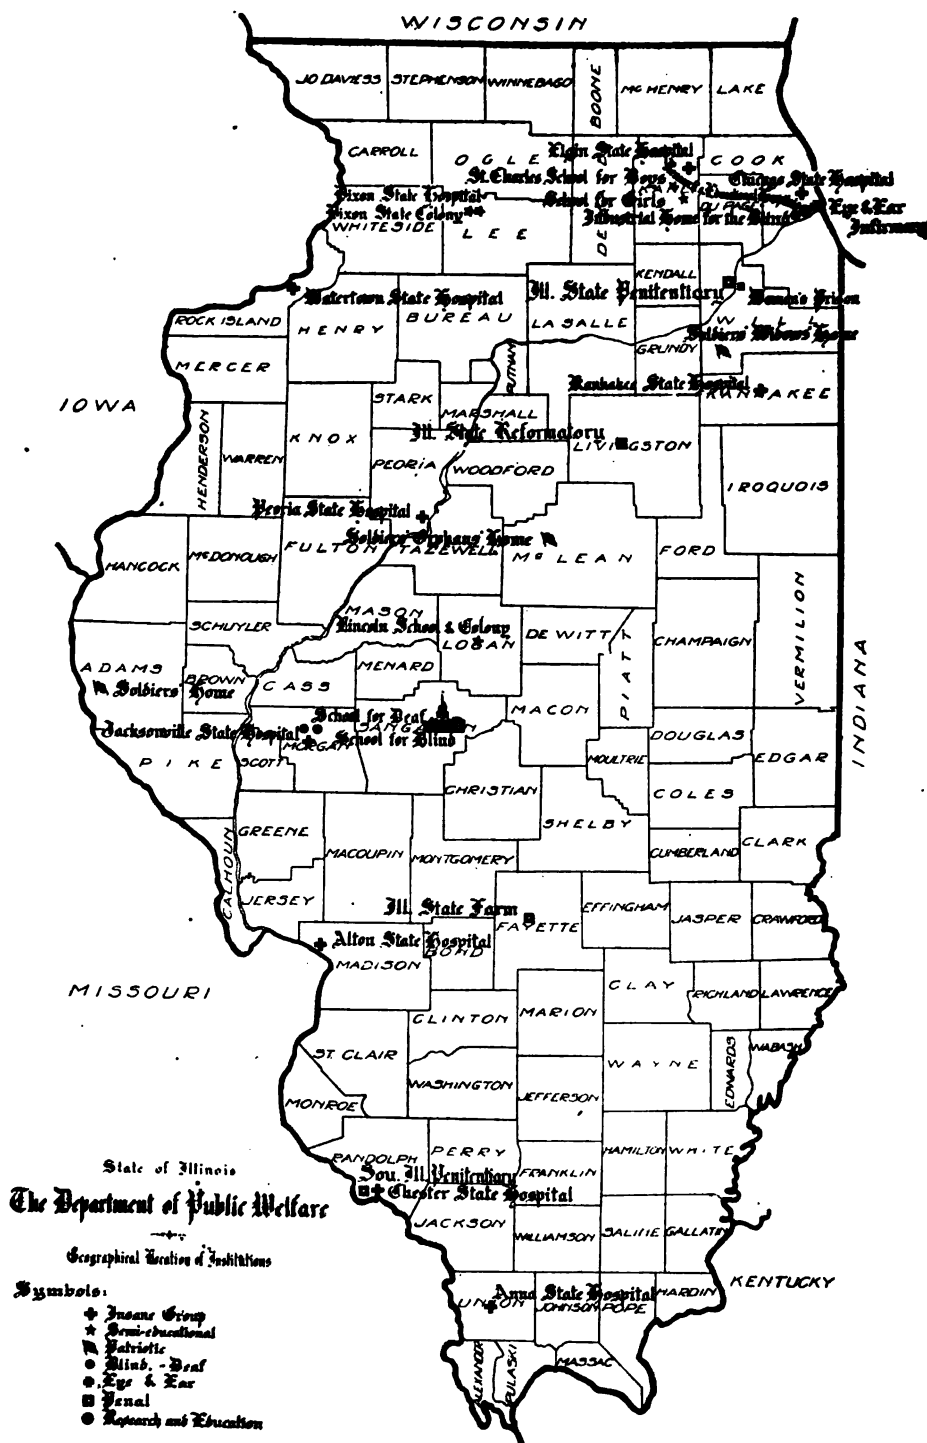 WISCONSIN
JO DAVIESS
STEPHENSON
WINNEBAGO
BOONE
McHENRY
LAKE
CARROLL
OGLE
Elgin State Hospital
COOK
St. Charles School for Boys
Chicago State Hospital
Dixon State Hospital
School for Girls
DU PAGE
Eye & Ear
Infirmary
Dixon State Colony
Industrial Home for the Blind
WHITESIDE
LEE
KENDALL
Ill. State Penitentiary
Women's Prison
Watertown State Hospital
BUREAU
LA SALLE
WILL
ROCK ISLAND
HENRY
GRUNDY
Soldiers' Widows' Home
MERCER
PUTNAM
Kankakee State Hospital
KANKAKEE
IOWA
STARK
MARSHALL
HENDERSON
WARREN
KNOX
Ill. State Reformatory
LIVINGSTON
PEORIA
WOODFORD
IROQUOIS
Peoria State Hospital
Soldiers' Orphans' Home
HANCOCK
McDONOUGH
FULTON
TAZEWELL
McLEAN
FORD
MASON
VERMILION
SCHUYLER
Lincoln School & Colony
LOGAN
DE WITT
PIATT
CHAMPAIGN
INDIANA
ADAMS
BROWN
CASS
MENARD
Soldiers' Home
School for Deaf
SANGAMON
MACON
Jacksonville State Hospital
MORGAN
School for Blind
DOUGLAS
PIKE
SCOTT
MOULTRIE
EDGAR
CHRISTIAN
COLES
GREENE
SHELBY
CALHOUN
MACOUPIN
MONTGOMERY
CUMBERLAND
CLARK
JERSEY
Ill. State Farm
FAYETTE
EFFINGHAM
JASPER
CRAWFORD
Alton State Hospital
BOND
MADISON
MISSOURI
CLAY
RICHLAND
LAWRENCE
CLINTON
MARION
ST. CLAIR
WAYNE
EDWARDS
WABASH
WASHINGTON
JEFFERSON
MONROE
RANDOLPH
PERRY
HAMILTON
WHITE
Sou. Ill. Penitentiary
FRANKLIN
Chester State Hospital
JACKSON
WILLIAMSON
SALINE
GALLATIN
Anna State Hospital
HARDIN
KENTUCKY
UNION
JOHNSON
POPE
ALEXANDER
PULASKI
MASSAC
State of Illinois
The Department of Public Welfare
Geographical Location of Institutions
Symbols:
Insane Group
Semi-educational
Patriotic
Blind. - Deaf
Eye & Ear
Penal
Research and Education